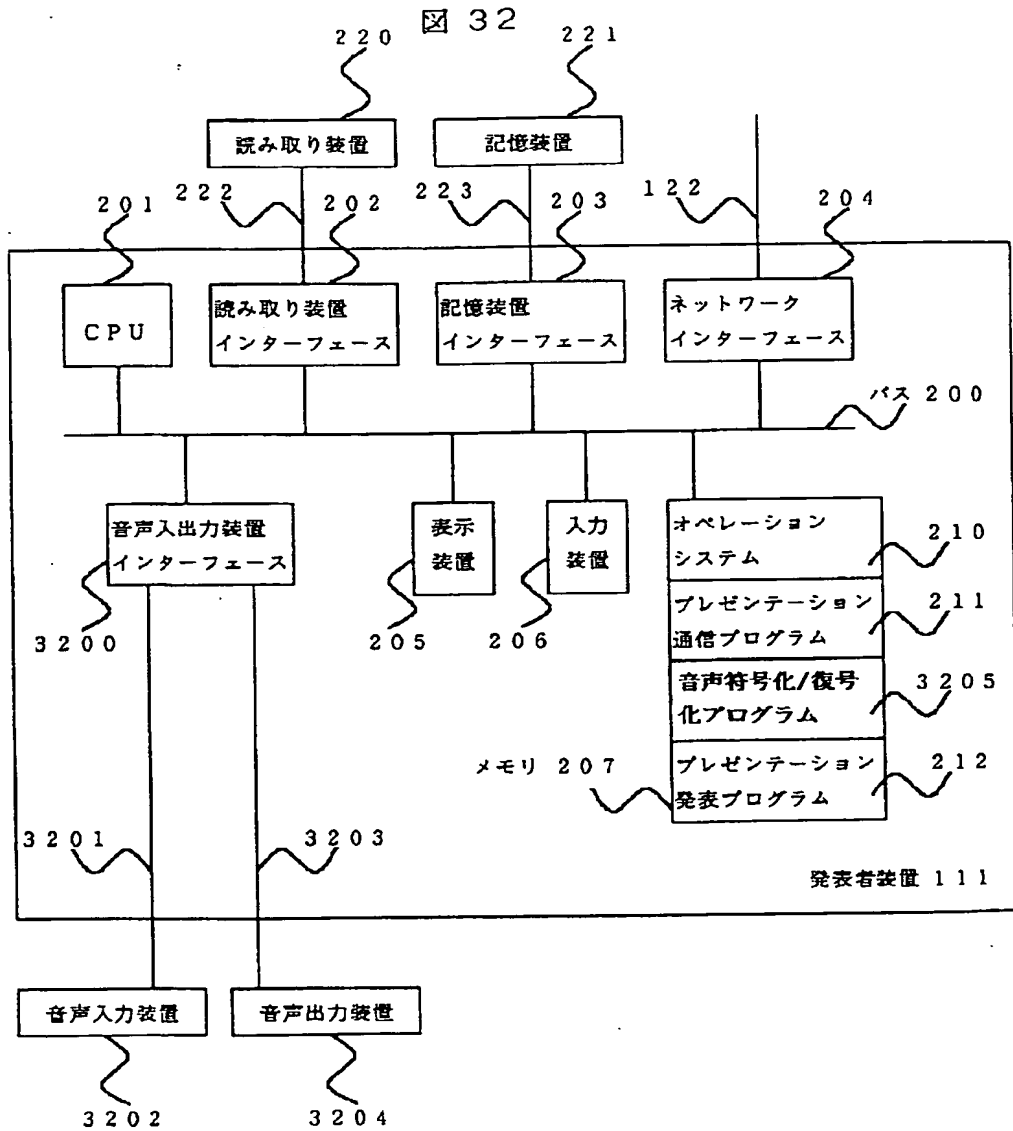 図 32
220
221
読み取り装置
記憶装置
201
222
202
223
203
122
204
CPU
読み取り装置
インターフェース
記憶装置
インターフェース
ネットワーク
インターフェース
バス 200
音声入出力装置
インターフェース
表示
装置
入力
装置
オペレーション
システム
210
3200
205
206
プレゼンテーション
通信プログラム
211
音声符号化/復号
化プログラム
3205
メモリ 207
プレゼンテーション
発表プログラム
212
3201
3203
発表者装置 111
音声入力装置
音声出力装置
3202
3204